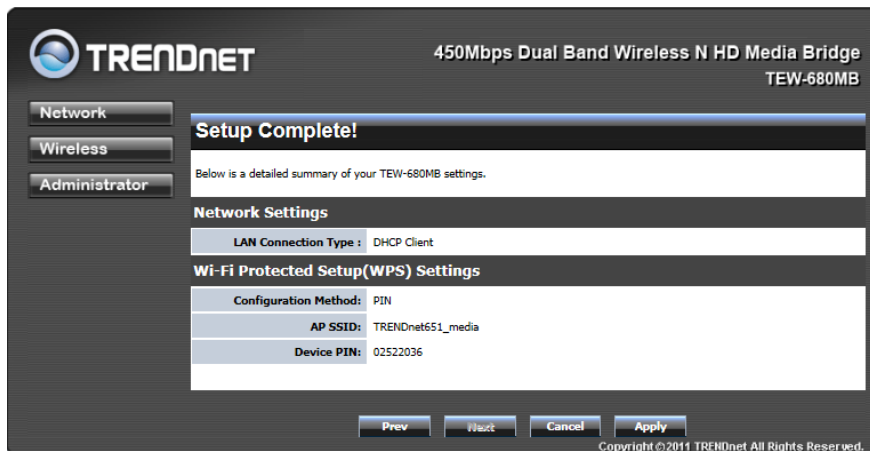 TRENDnet
450Mbps Dual Band Wireless N HD Media Bridge
TEW-680MB
Network
Wireless
Administrator
Setup Complete!
Below is a detailed summary of your TEW-680MB settings.
Network Settings
LAN Connection Type : DHCP Client
Wi-Fi Protected Setup(WPS) Settings
Configuration Method: PIN
AP SSID: TRENDnet651_media
Device PIN: 02522036
Prev Next Cancel Apply
Copyright©2011 TRENDnet All Rights Reserved.